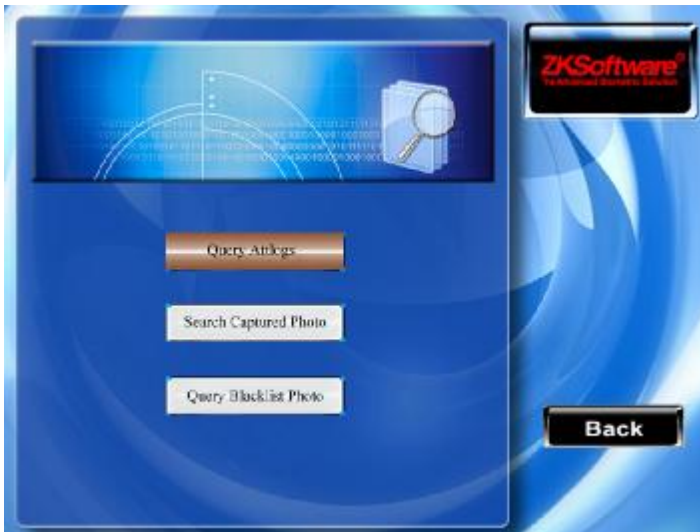 ZKSoftware®
Query Attlogs
Search Captured Photo
Query Blacklist Photo
Back